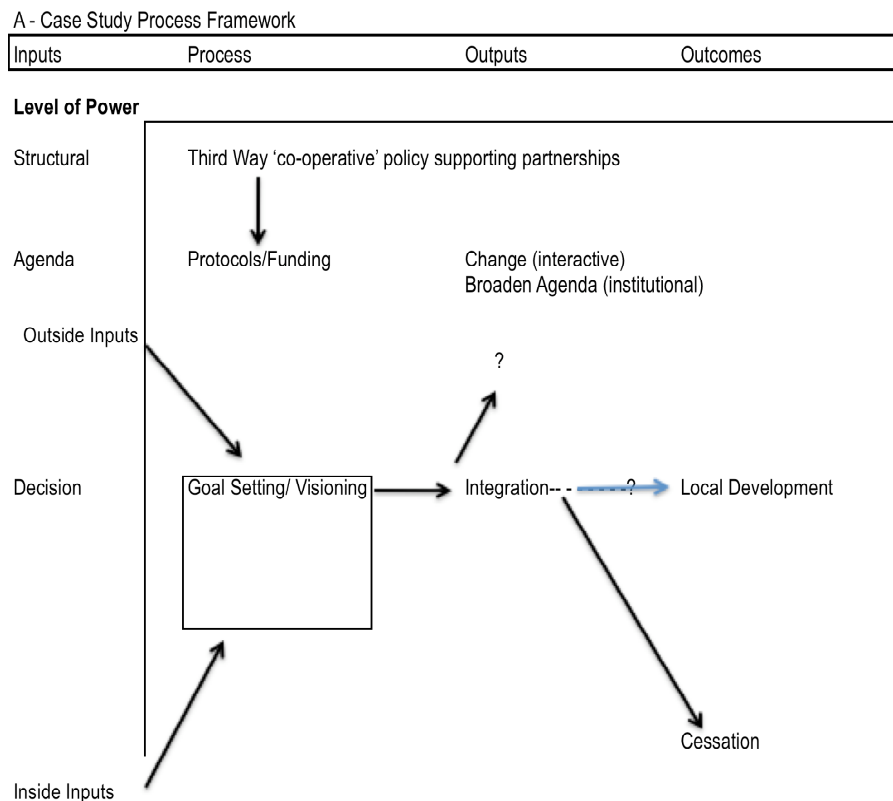 A - Case Study Process Framework
Inputs Process Outputs Outcomes
Level of Power
Structural Third Way ‘co-operative’ policy supporting partnerships
Agenda Protocols/Funding Change (interactive)
Broaden Agenda (institutional)
Outside Inputs
?
Decision Goal Setting/ Visioning Integration-- - ------? Local Development
Cessation
Inside Inputs